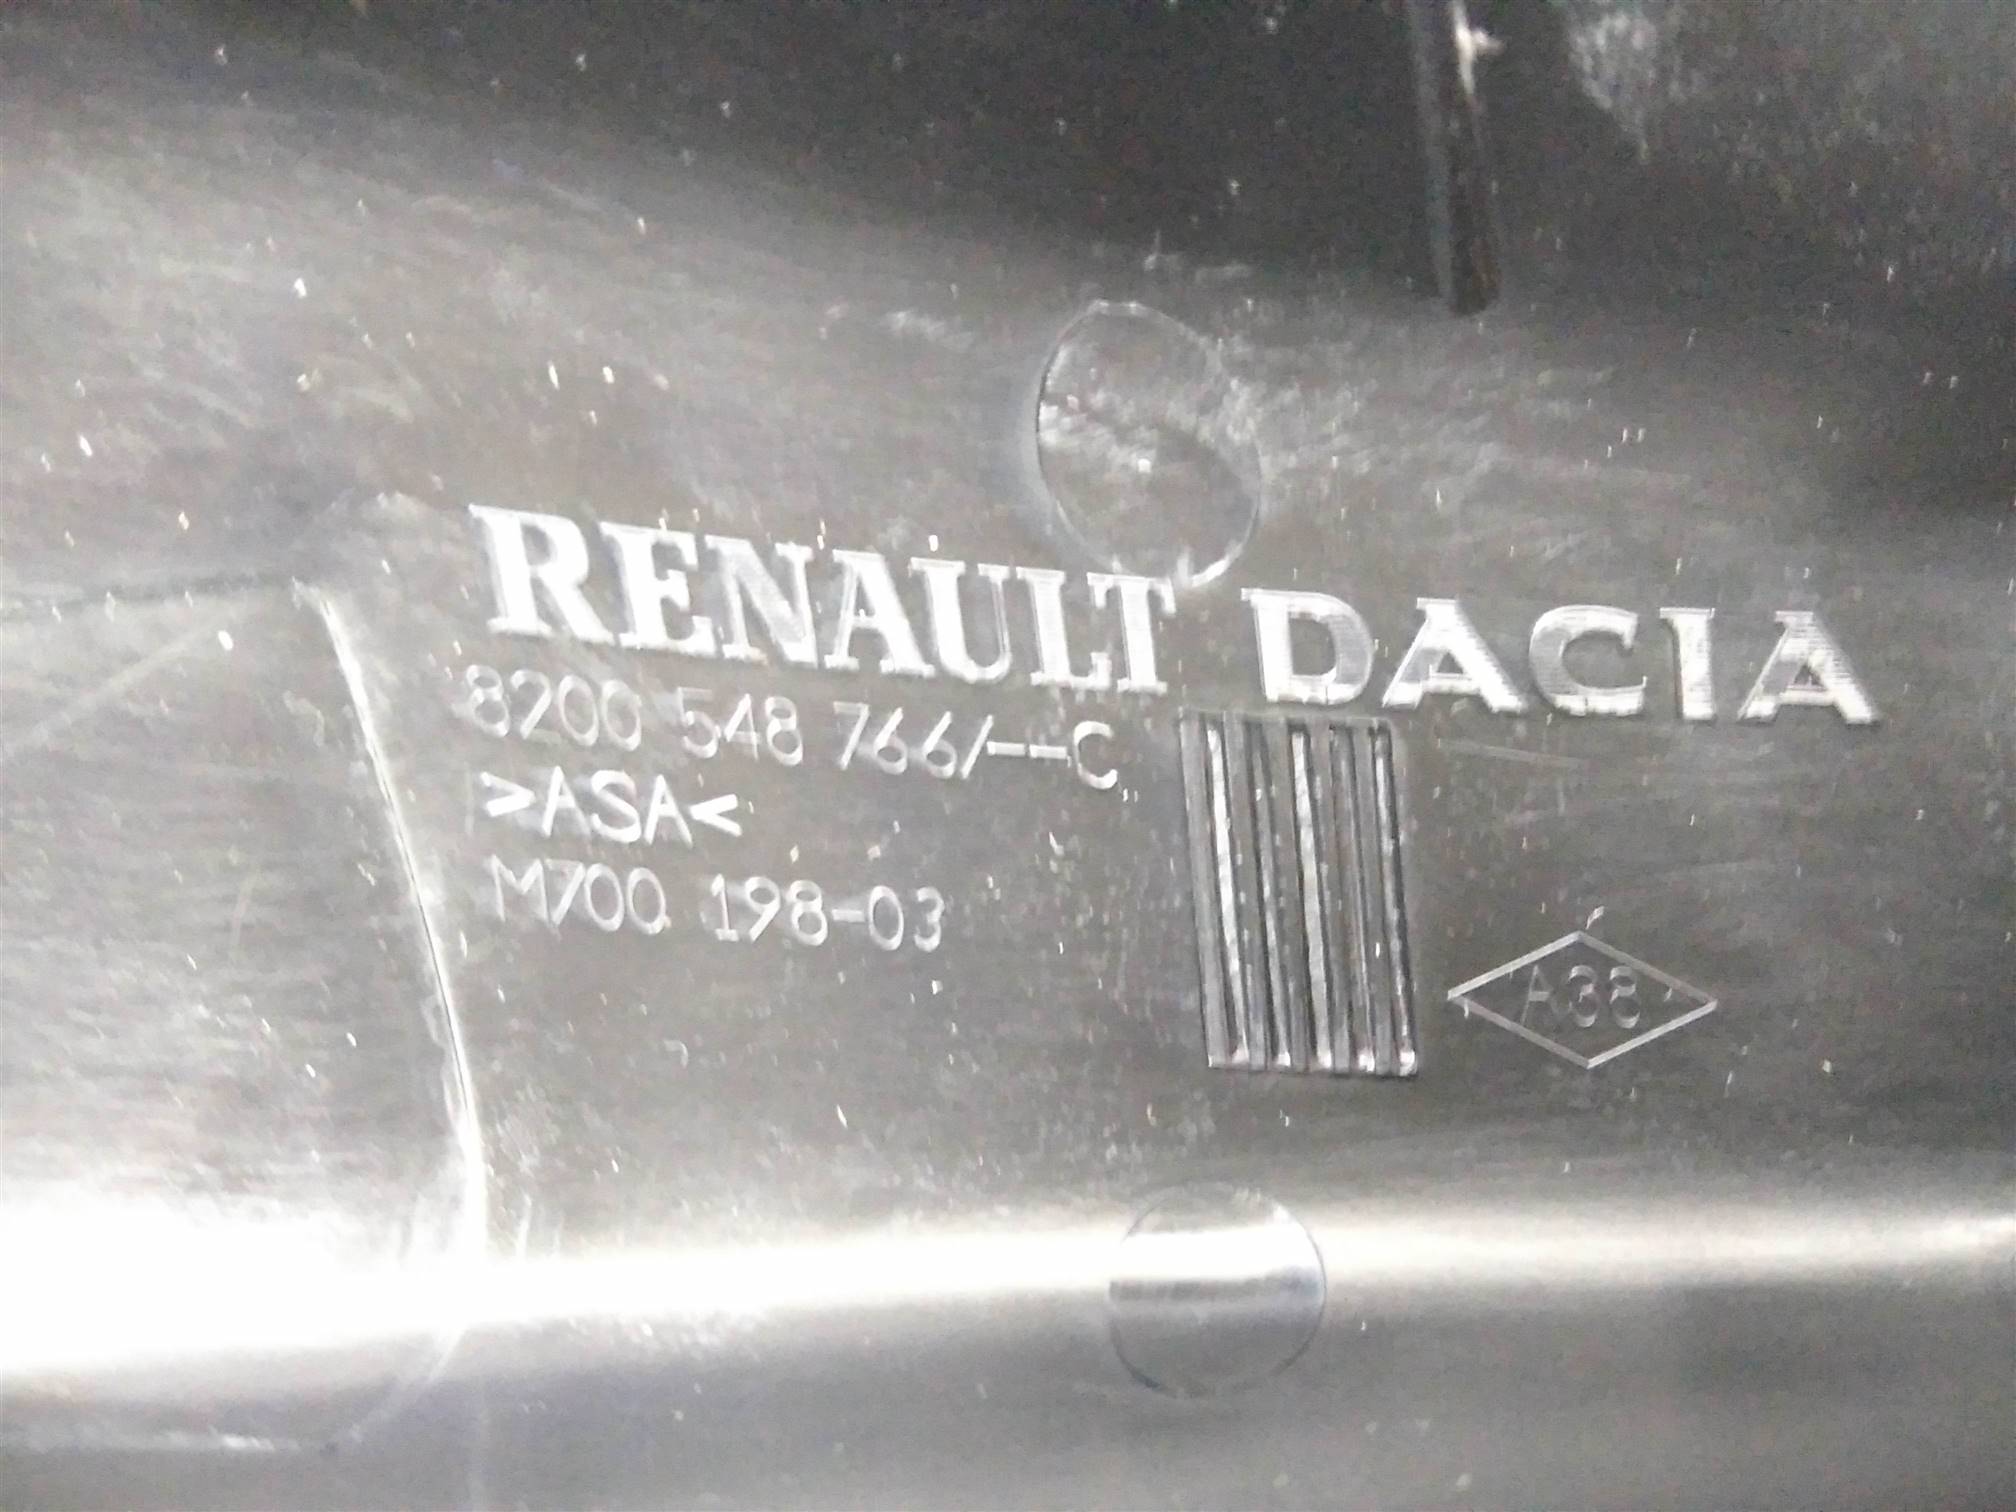 RENAULT DACIA
8200 548 766/--C
>ASA<
M700 198-03
A38